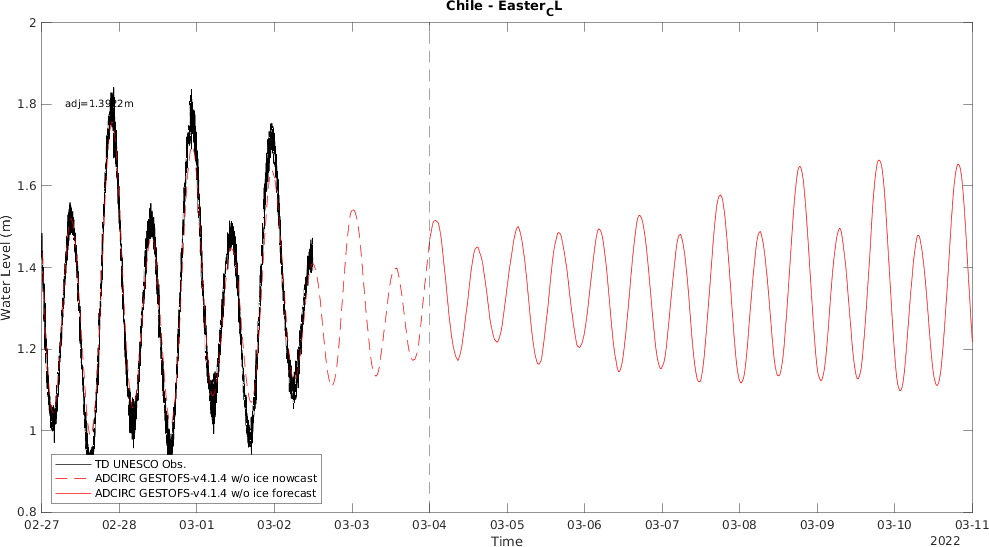 Chile - Easter_CL
2
1.8
1.6
1.4
1.2
1
0.8
Water Level (m)
adj=1.3922m
TD UNESCO Obs.
ADCIRC GESTOFS-v4.1.4 w/o ice nowcast
ADCIRC GESTOFS-v4.1.4 w/o ice forecast
02-27 02-28 03-01 03-02 03-03 03-04 03-05 03-06 03-07 03-08 03-09 03-10 03-11
Time
2022